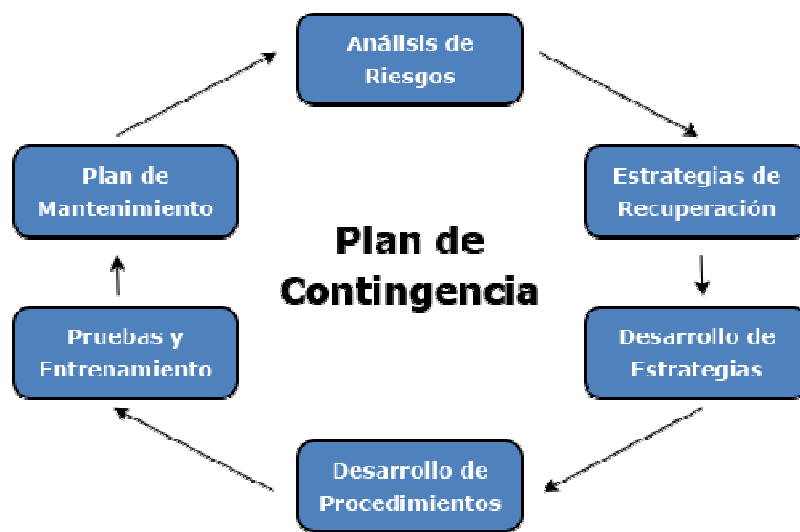 Análisis de
Riesgos
Estrategias de
Recuperación
Desarrollo de
Estrategias
Desarrollo de
Procedimientos
Pruebas y
Entrenamiento
Plan de
Mantenimiento
Plan de
Contingencia